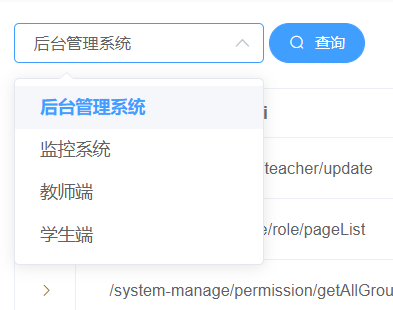 后台管理系统
查询
后台管理系统
i
监控系统
teacher/update
教师端
e/role/pageList
学生端
/system-manage/permission/getAllGrou